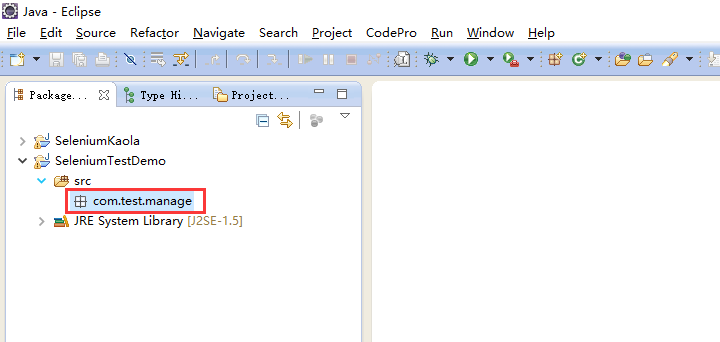 Java - Eclipse
File Edit Source Refactor Navigate Search Project CodePro Run Window Help
Package... Type Hi... Project...
SeleniumKaola
SeleniumTestDemo
src
com.test.manage
JRE System Library [J2SE-1.5]